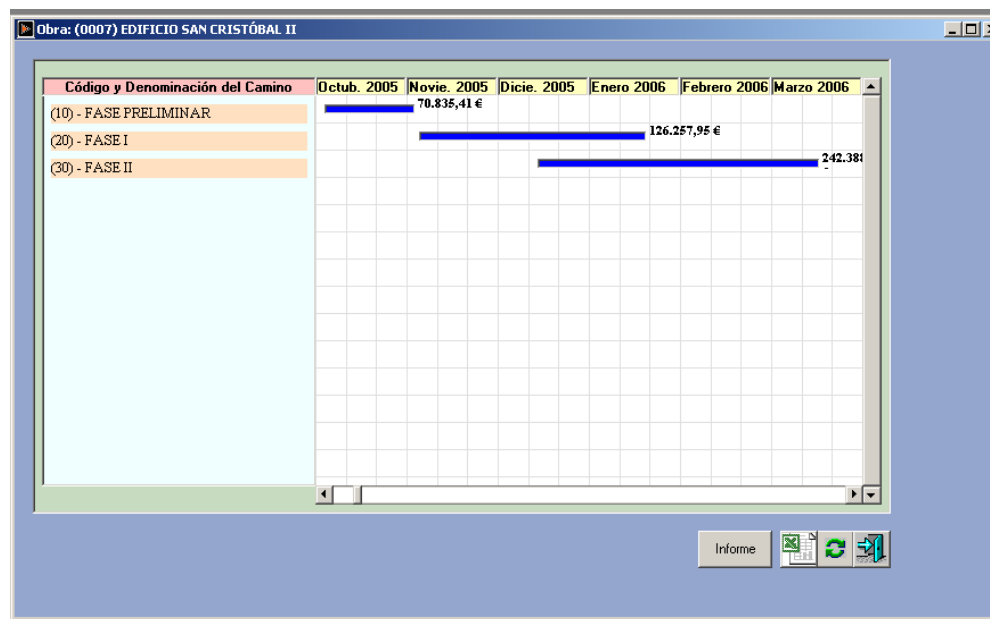 Obra: (0007) EDIFICIO SAN CRISTÓBAL II
Código y Denominación del Camino Octub. 2005 Novie. 2005 Dicie. 2005 Enero 2006 Febrero 2006 Marzo 2006
(10) - FASE PRELIMINAR 70.835,41 €
(20) - FASE I 126.257,95 €
(30) - FASE II
Informe